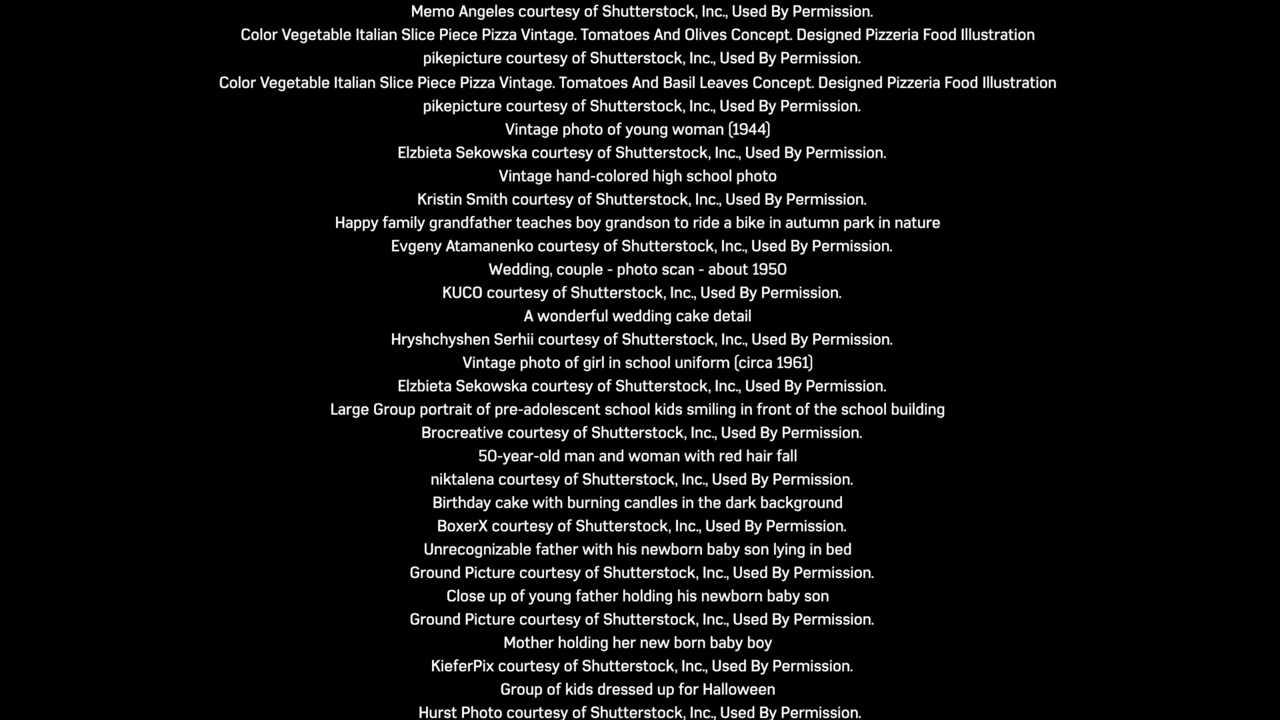 Memo Angeles courtesy of Shutterstock, Inc., Used By Permission.
Color Vegetable Italian Slice Piece Pizza Vintage. Tomatoes And Olives Concept. Designed Pizzeria Food Illustration
pikepicture courtesy of Shutterstock, Inc., Used By Permission.
Color Vegetable Italian Slice Piece Pizza Vintage. Tomatoes And Basil Leaves Concept. Designed Pizzeria Food Illustration
pikepicture courtesy of Shutterstock, Inc., Used By Permission.
Vintage photo of young woman (1944)
Elzbieta Sekowska courtesy of Shutterstock, Inc., Used By Permission.
Vintage hand-colored high school photo
Kristin Smith courtesy of Shutterstock, Inc., Used By Permission.
Happy family grandfather teaches boy grandson to ride a bike in autumn park in nature
Evgeny Atamanenko courtesy of Shutterstock, Inc., Used By Permission.
Wedding, couple - photo scan - about 1950
KUCO courtesy of Shutterstock, Inc., Used By Permission.
A wonderful wedding cake detail
Hryshchyshen Serhii courtesy of Shutterstock, Inc., Used By Permission.
Vintage photo of girl in school uniform (circa 1961)
Elzbieta Sekowska courtesy of Shutterstock, Inc., Used By Permission.
Large Group portrait of pre-adolescent school kids smiling in front of the school building
Brocreative courtesy of Shutterstock, Inc., Used By Permission.
50-year-old man and woman with red hair fall
niktalena courtesy of Shutterstock, Inc., Used By Permission.
Birthday cake with burning candles in the dark background
BoxerX courtesy of Shutterstock, Inc., Used By Permission.
Unrecognizable father with his newborn baby son lying in bed
Ground Picture courtesy of Shutterstock, Inc., Used By Permission.
Close up of young father holding his newborn baby son
Ground Picture courtesy of Shutterstock, Inc., Used By Permission.
Mother holding her new born baby boy
KieferPix courtesy of Shutterstock, Inc., Used By Permission.
Group of kids dressed up for Halloween
Hurst Photo courtesy of Shutterstock, Inc., Used By Permission.